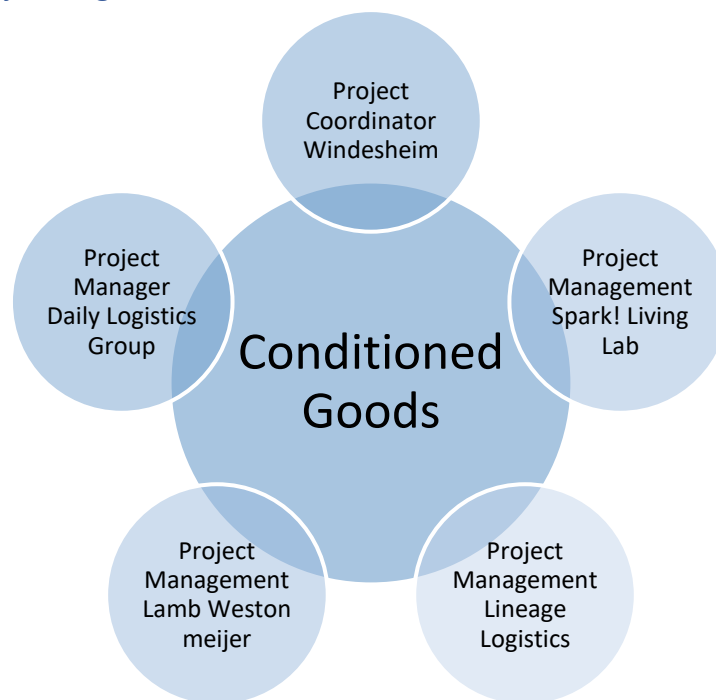 Project
Coordinator
Windesheim
Project
Management
Spark! Living
Lab
Project
Management
Lineage
Logistics
Project
Management
Lamb Weston
meijer
Project
Manager
Daily Logistics
Group
Conditioned
Goods